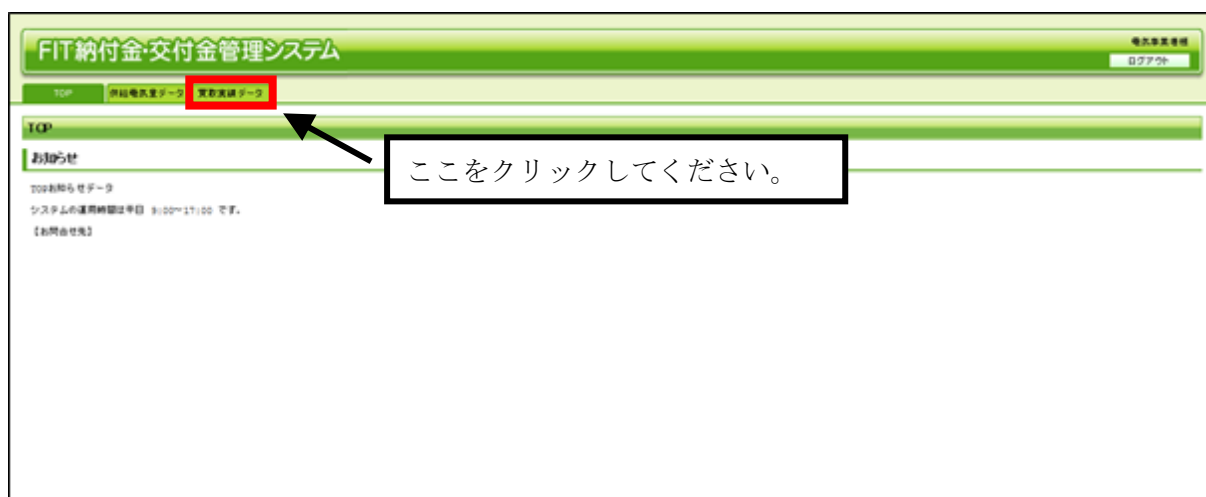 FIT納付金・交付金管理システム
電気事業者様
ログアウト
TOP 供給電気量データ 買取実績データ
TOP
お知らせ
ここをクリックしてください。
TOPお知らせデータ
システムの運用時間は平日 9:00～17:00 です。
【お問合せ先】